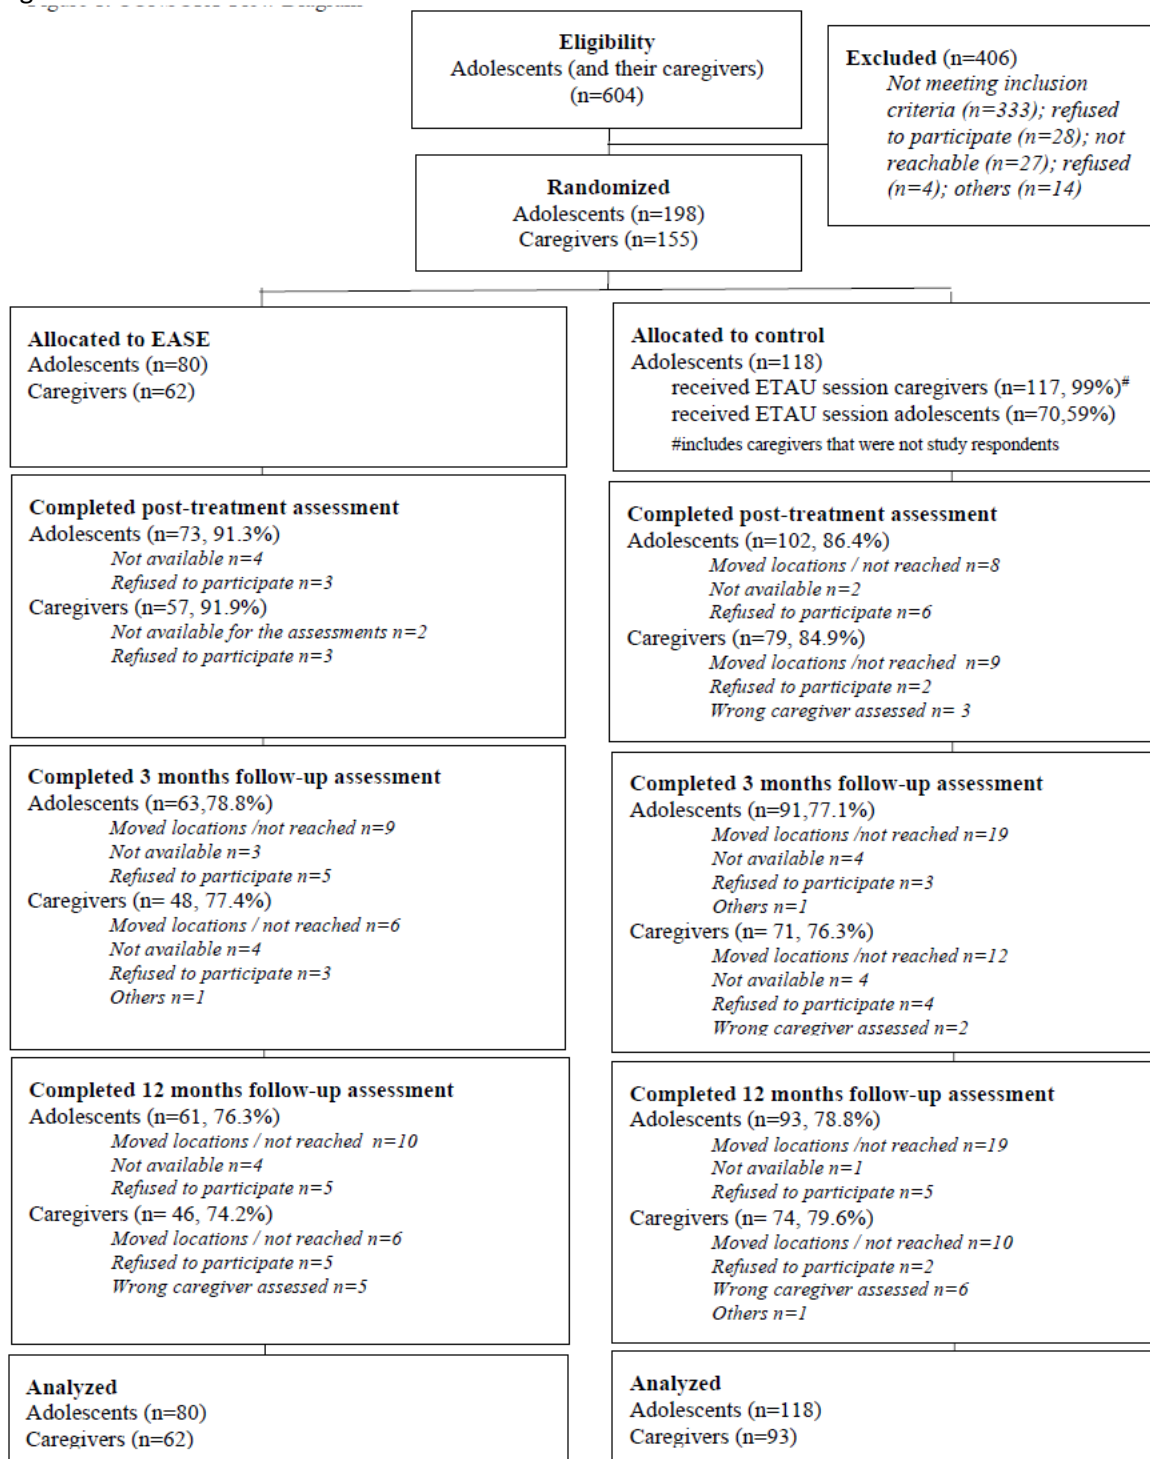 Eligibility
Adolescents (and their caregivers)
(n=604)
Excluded (n=406)
Not meeting inclusion
criteria (n=333); refused
to participate (n=28); not
reachable (n=27); refused
(n=4); others (n=14)
Randomized
Adolescents (n=198)
Caregivers (n=155)
Allocated to EASE
Adolescents (n=80)
Caregivers (n=62)
Allocated to control
Adolescents (n=118)
received ETAU session caregivers (n=117, 99%)#
received ETAU session adolescents (n=70,59%)
#includes caregivers that were not study respondents
Completed post-treatment assessment
Adolescents (n=73, 91.3%)
Not available n=4
Refused to participate n=3
Caregivers (n=57, 91.9%)
Not available for the assessments n=2
Refused to participate n=3
Completed post-treatment assessment
Adolescents (n=102, 86.4%)
Moved locations / not reached n=8
Not available n=2
Refused to participate n=6
Caregivers (n=79, 84.9%)
Moved locations /not reached n=9
Refused to participate n=2
Wrong caregiver assessed n= 3
Completed 3 months follow-up assessment
Adolescents (n=63,78.8%)
Moved locations /not reached n=9
Not available n=3
Refused to participate n=5
Caregivers (n= 48, 77.4%)
Moved locations / not reached n=6
Not available n=4
Refused to participate n=3
Others n=1
Completed 3 months follow-up assessment
Adolescents (n=91,77.1%)
Moved locations /not reached n=19
Not available n=4
Refused to participate n=3
Others n=1
Caregivers (n= 71, 76.3%)
Moved locations /not reached n=12
Not available n= 4
Refused to participate n=4
Wrong caregiver assessed n=2
Completed 12 months follow-up assessment
Adolescents (n=61, 76.3%)
Moved locations / not reached n=10
Not available n=4
Refused to participate n=5
Caregivers (n= 46, 74.2%)
Moved locations / not reached n=6
Refused to participate n=5
Wrong caregiver assessed n=5
Completed 12 months follow-up assessment
Adolescents (n=93, 78.8%)
Moved locations /not reached n=19
Not available n=1
Refused to participate n=5
Caregivers (n= 74, 79.6%)
Moved locations / not reached n=10
Refused to participate n=2
Wrong caregiver assessed n=6
Others n=1
Analyzed
Adolescents (n=80)
Caregivers (n=62)
Analyzed
Adolescents (n=118)
Caregivers (n=93)